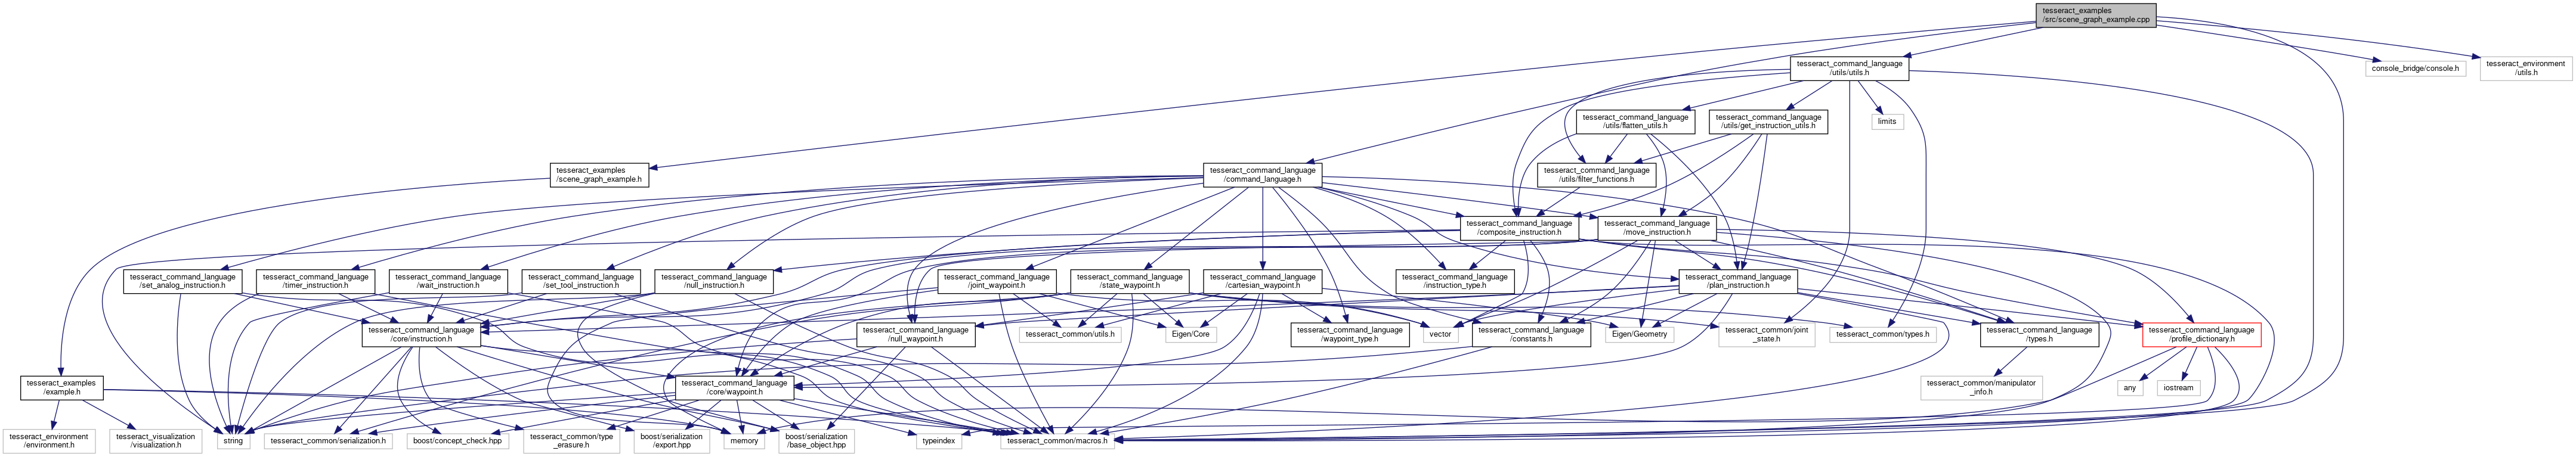 tesseract_examples
/src/scene_graph_example.cpp
tesseract_command_language
/utils/utils.h
console_bridge/console.h
tesseract_environment
/utils.h
tesseract_command_language
/utils/flatten_utils.h
tesseract_command_language
/utils/get_instruction_utils.h
limits
tesseract_examples
/scene_graph_example.h
tesseract_command_language
/command_language.h
tesseract_command_language
/utils/filter_functions.h
tesseract_command_language
/composite_instruction.h
tesseract_command_language
/move_instruction.h
tesseract_command_language
/set_analog_instruction.h
tesseract_command_language
/timer_instruction.h
tesseract_command_language
/wait_instruction.h
tesseract_command_language
/set_tool_instruction.h
tesseract_command_language
/null_instruction.h
tesseract_command_language
/joint_waypoint.h
tesseract_command_language
/state_waypoint.h
tesseract_command_language
/cartesian_waypoint.h
tesseract_command_language
/instruction_type.h
tesseract_command_language
/plan_instruction.h
tesseract_command_language
/core/instruction.h
tesseract_command_language
/null_waypoint.h
tesseract_common/utils.h
Eigen/Core
tesseract_command_language
/waypoint_type.h
vector
tesseract_command_language
/constants.h
Eigen/Geometry
tesseract_common/joint
_state.h
tesseract_common/types.h
tesseract_command_language
/types.h
tesseract_command_language
/profile_dictionary.h
tesseract_examples
/example.h
tesseract_command_language
/core/waypoint.h
tesseract_common/manipulator
_info.h
any
iostream
tesseract_environment
/environment.h
tesseract_visualization
/visualization.h
string
tesseract_common/serialization.h
boost/concept_check.hpp
tesseract_common/type
_erasure.h
boost/serialization
/export.hpp
memory
boost/serialization
/base_object.hpp
typeindex
tesseract_common/macros.h